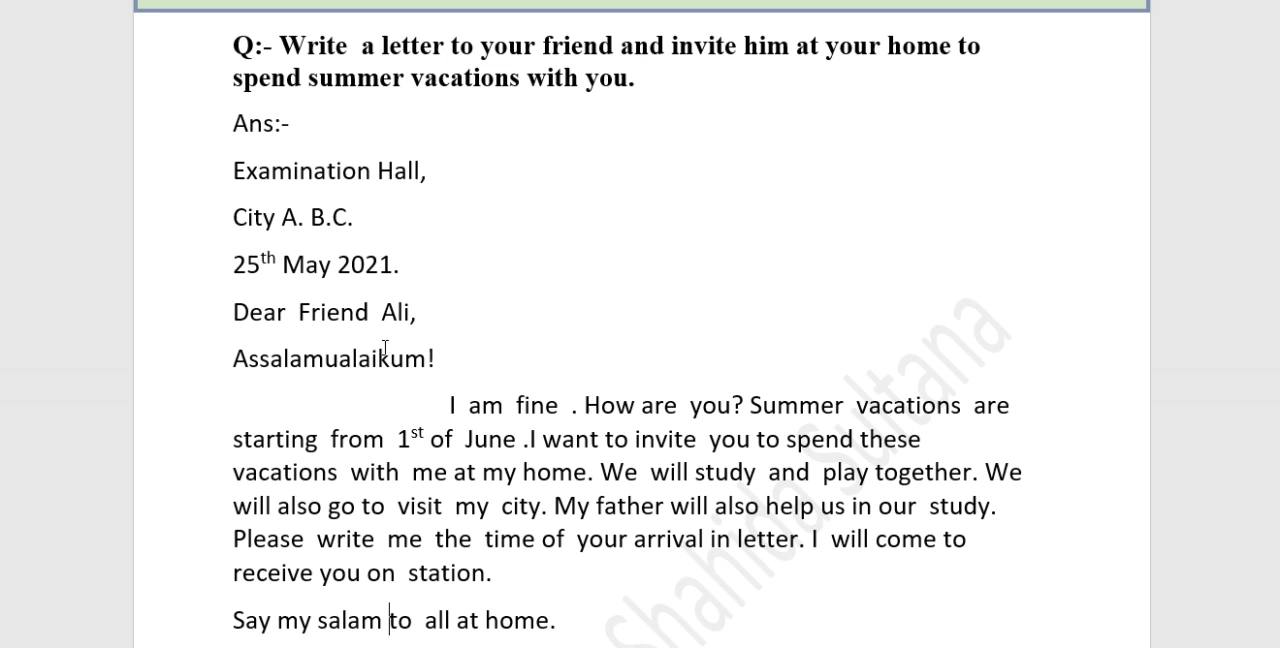 Q:- Write a letter to your friend and invite him at your home to
spend summer vacations with you.
Ans:-
Examination Hall,
City A. B.C.
25th May 2021.
Dear Friend Ali,
Assalamualaikum!
I am fine . How are you? Summer vacations are
starting from 1st of June .I want to invite you to spend these
vacations with me at my home. We will study and play together. We
will also go to visit my city. My father will also help us in our study.
Please write me the time of your arrival in letter. I will come to
receive you on station.
Say my salam to all at home.
Shahida Sultana